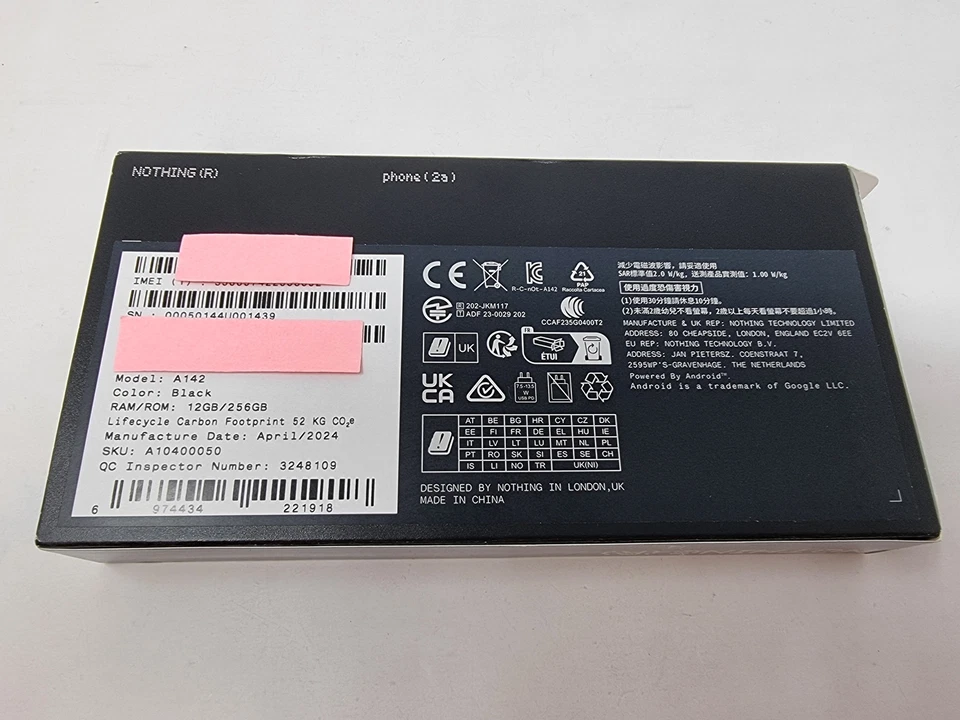 NOTHING (R)
phone (2a)
IMEI (1) :
SN : 00050144U001439
Model: A142
Color: Black
RAM/ROM: 12GB/256GB
Lifecycle Carbon Footprint 52 KG CO₂e
Manufacture Date: April/2024
SKU: A10400050
QC Inspector Number: 3248109
6 974434 221918
CE
R-C-nOt-A142
21
PAP
Raccolta Cartacea
R 202-JKM117
T ADF 23-0029 202
CCAF235G0400T2
UK
FR
ÉTUI
UK
CA
7.5-13.5
W
USB PD
AT BE BG HR CY CZ DK
EE FI FR DE EL HU IE
IT LV LT LU MT NL PL
PT RO SK SI ES SE CH
IS LI NO TR UK(NI)
DESIGNED BY NOTHING IN LONDON,UK
MADE IN CHINA
減少電磁波影響，請妥適使用
SAR標準值2.0 W/kg，送測產品實測值: 1.00 W/kg
使用過度恐傷害視力
(1)使用30分鐘請休息10分鐘。
(2)未滿2歲幼兒不看螢幕，2歲以上每天看螢幕不要超過1小時。
MANUFACTURE & UK REP: NOTHING TECHNOLOGY LIMITED
ADDRESS: 80 CHEAPSIDE, LONDON, ENGLAND EC2V 6EE
EU REP: NOTHING TECHNOLOGY B.V.
ADDRESS: JAN PIETERSZ. COENSTRAAT 7,
2595WP'S-GRAVENHAGE. THE NETHERLANDS
Powered By Android™.
Android is a trademark of Google LLC.